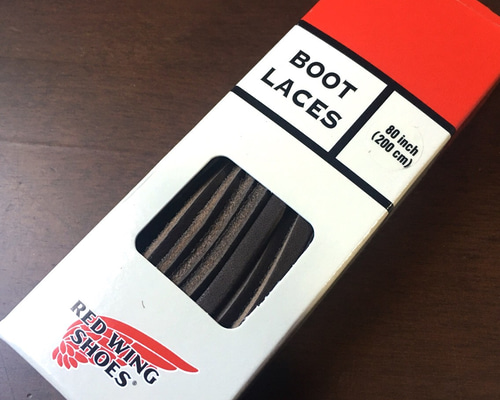 BOOT
LACES
80 inch
(200 cm)
RED WING
SHOES®